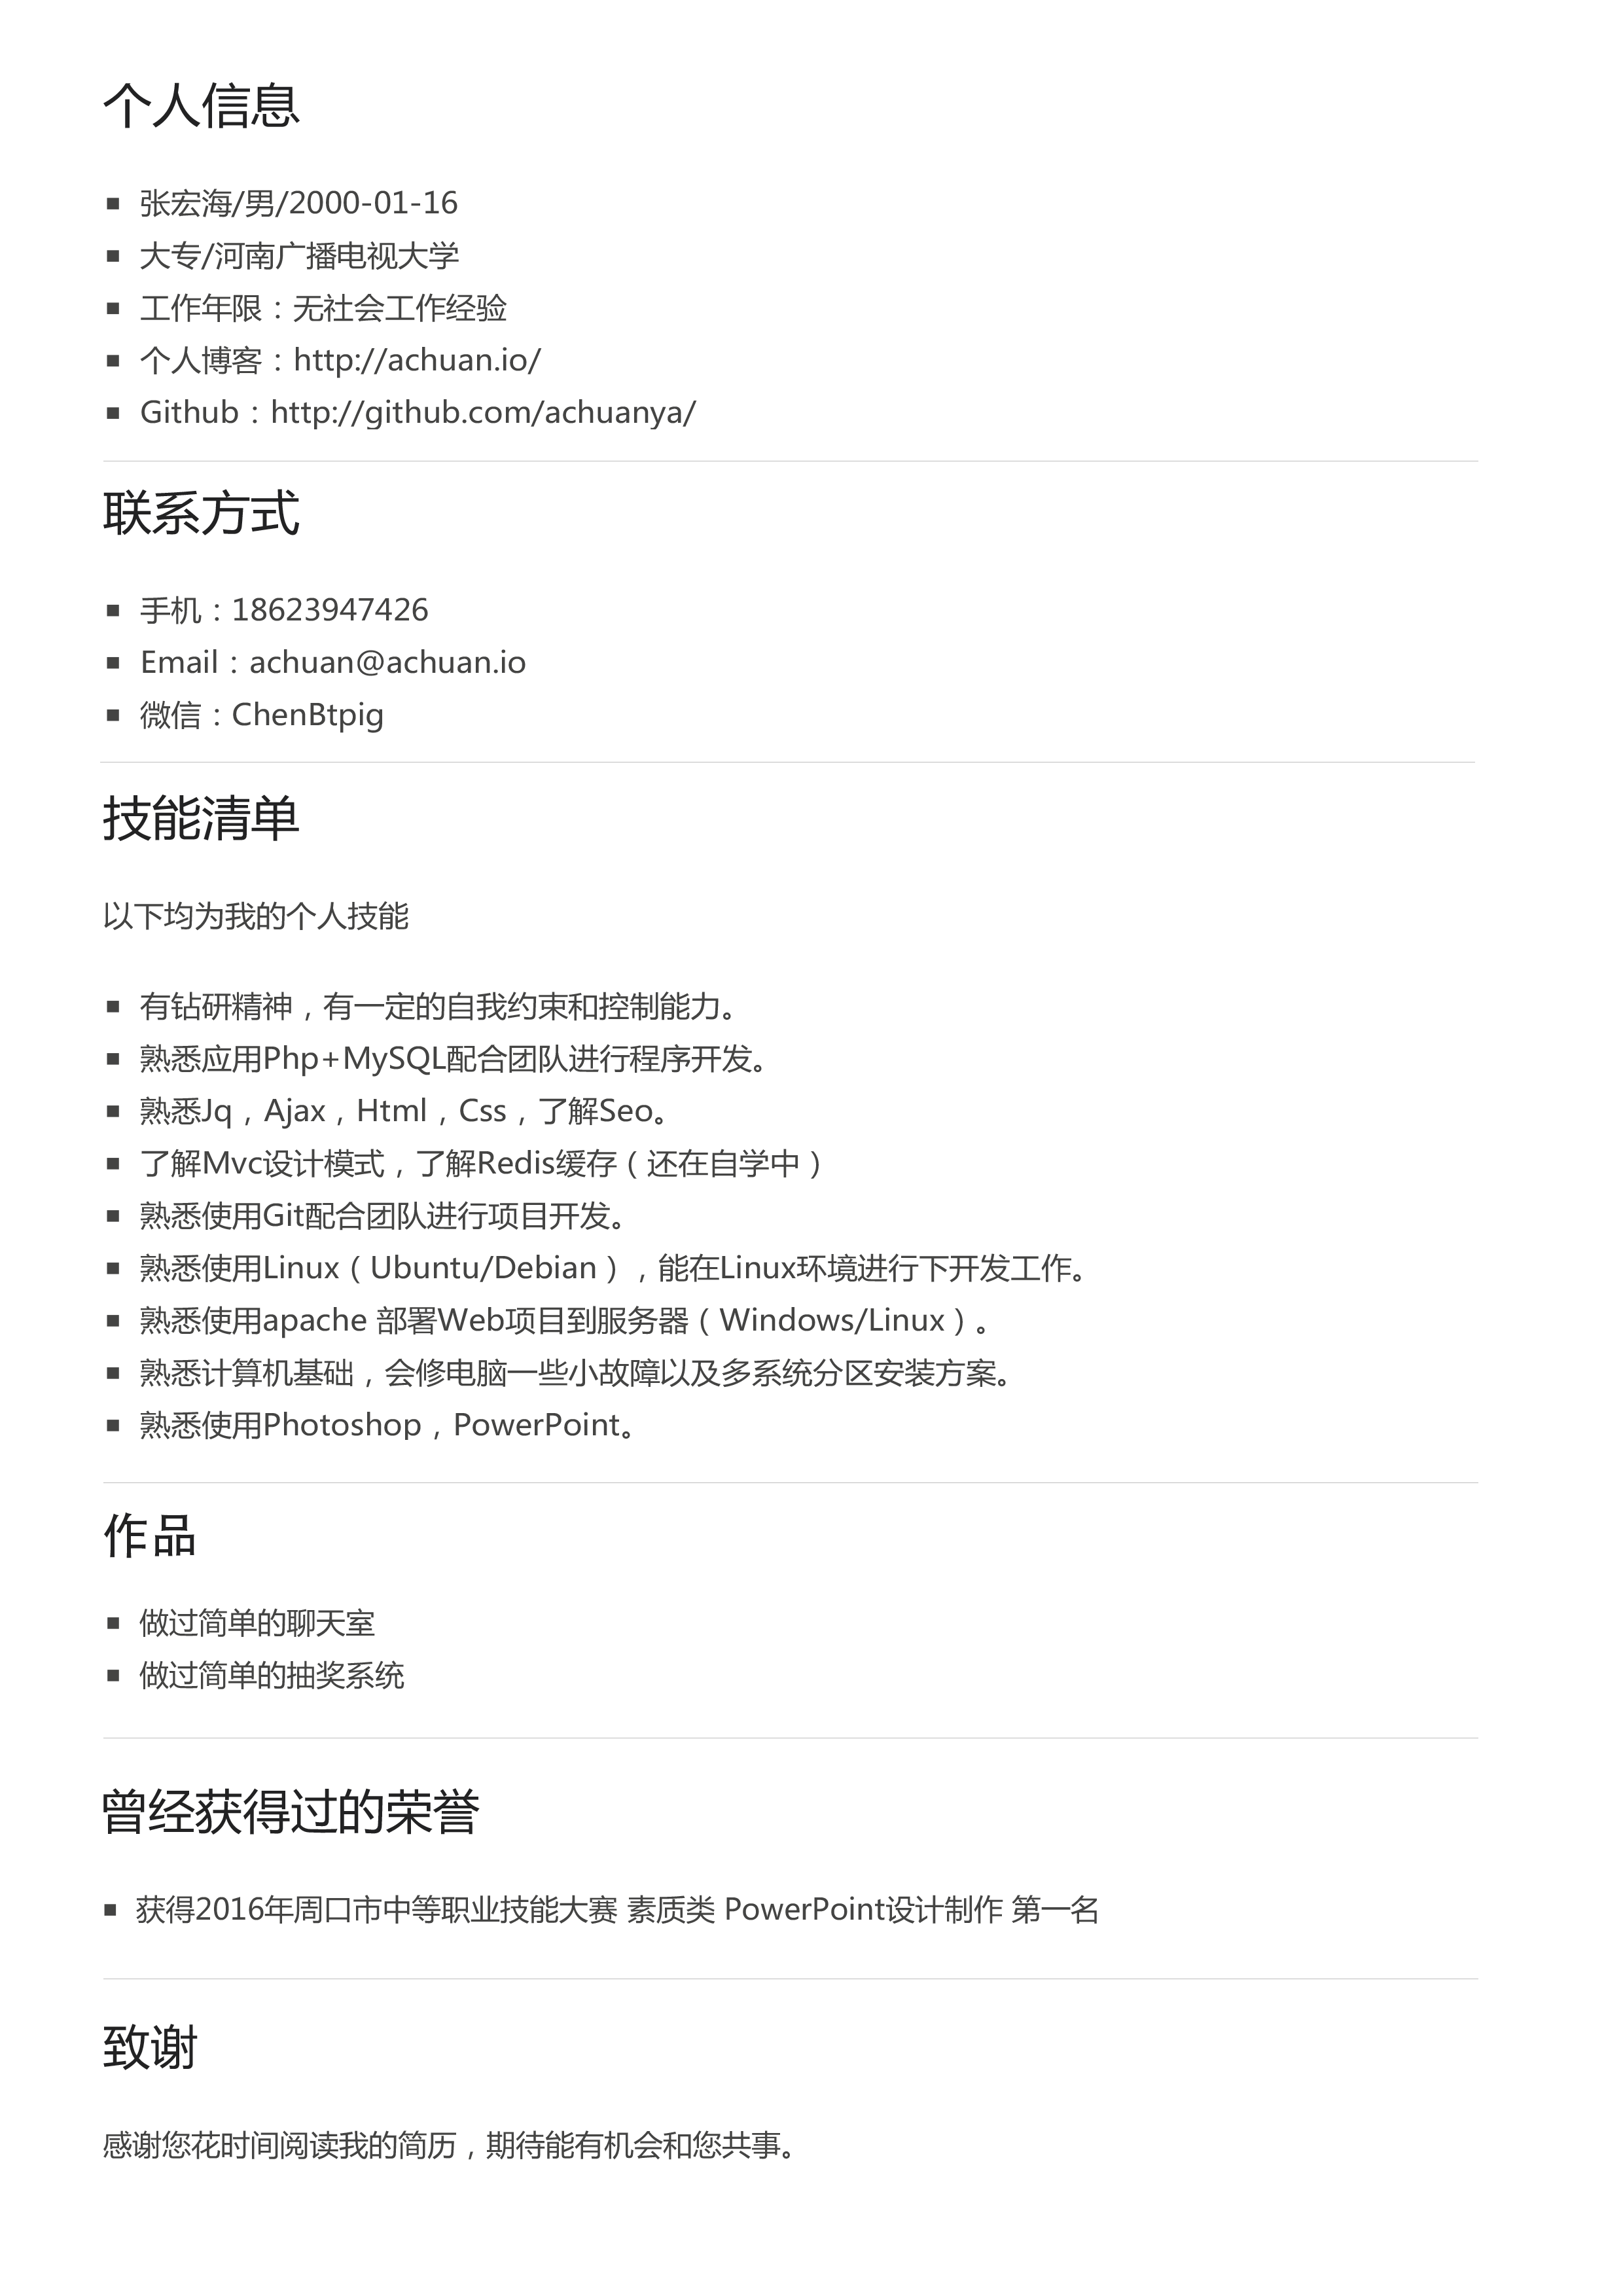 个人信息
张宏海/男/2000-01-16
大专/河南广播电视大学
工作年限：无社会工作经验
个人博客：http://achuan.io/
Github：http://github.com/achuanya/
联系方式
手机：18623947426
Email：achuan@achuan.io
微信：ChenBtpig
技能清单
以下均为我的个人技能
有钻研精神，有一定的自我约束和控制能力。
熟悉应用Php+MySQL配合团队进行程序开发。
熟悉Jq，Ajax，Html，Css，了解Seo。
了解Mvc设计模式，了解Redis缓存（还在自学中）
熟悉使用Git配合团队进行项目开发。
熟悉使用Linux（Ubuntu/Debian），能在Linux环境进行下开发工作。
熟悉使用apache 部署Web项目到服务器（Windows/Linux）。
熟悉计算机基础，会修电脑一些小故障以及多系统分区安装方案。
熟悉使用Photoshop，PowerPoint。
作品
做过简单的聊天室
做过简单的抽奖系统
曾经获得过的荣誉
获得2016年周口市中等职业技能大赛 素质类 PowerPoint设计制作 第一名
致谢
感谢您花时间阅读我的简历，期待能有机会和您共事。